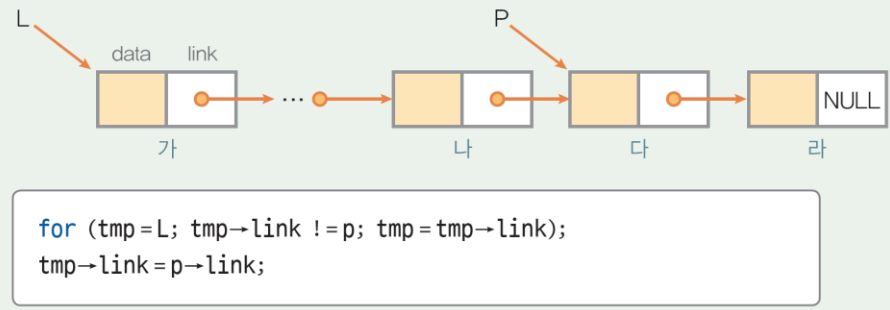 L P
data link
... NULL
가 나 다 라
for (tmp=L; tmp→link !=p; tmp=tmp→link);
tmp→link=p→link;